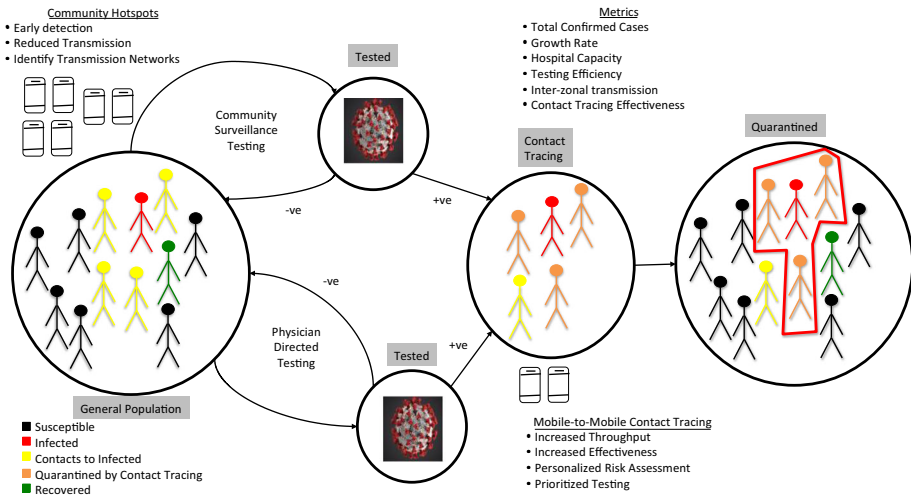 Community Hotspots
• Early detection
• Reduced Transmission
• Identify Transmission Networks
Metrics
• Total Confirmed Cases
• Growth Rate
• Hospital Capacity
• Testing Efficiency
• Inter-zonal transmission
• Contact Tracing Effectiveness
Tested
Community
Surveillance
Testing
Contact
Tracing
Quarantined
-ve
+ve
-ve
Physician
Directed
Testing
Tested
+ve
General Population
Susceptible
Infected
Contacts to Infected
Quarantined by Contact Tracing
Recovered
Mobile-to-Mobile Contact Tracing
• Increased Throughput
• Increased Effectiveness
• Personalized Risk Assessment
• Prioritized Testing